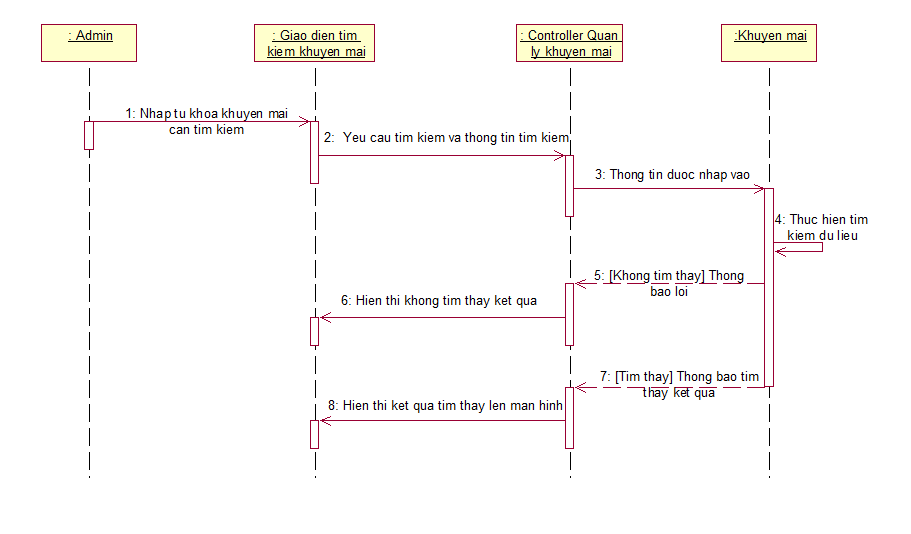 : Admin
: Giao dien tim
kiem khuyen mai
: Controller Quan
ly khuyen mai
:Khuyen mai
1: Nhap tu khoa khuyen mai
can tim kiem
2: Yeu cau tim kiem va thong tin tim kiem
3: Thong tin duoc nhap vao
4: Thuc hien tim
kiem du lieu
5: [Khong tim thay] Thong
bao loi
6: Hien thi khong tim thay ket qua
7: [Tim thay] Thong bao tim
thay ket qua
8: Hien thi ket qua tim thay len man hinh